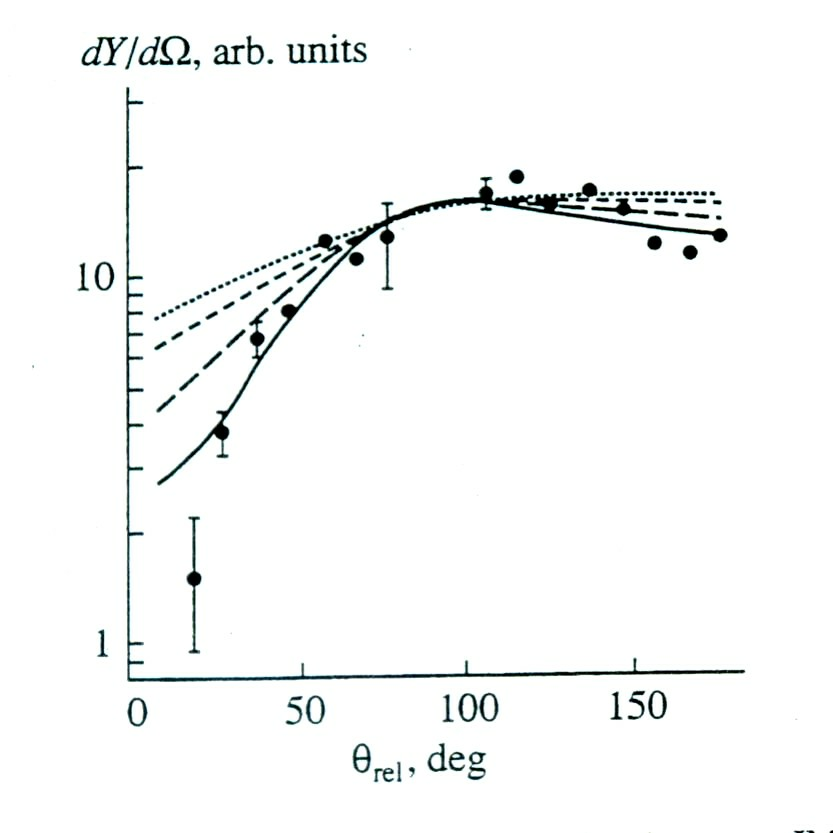 dY/dΩ, arb. units
10
1
0 50 100 150
θrel, deg